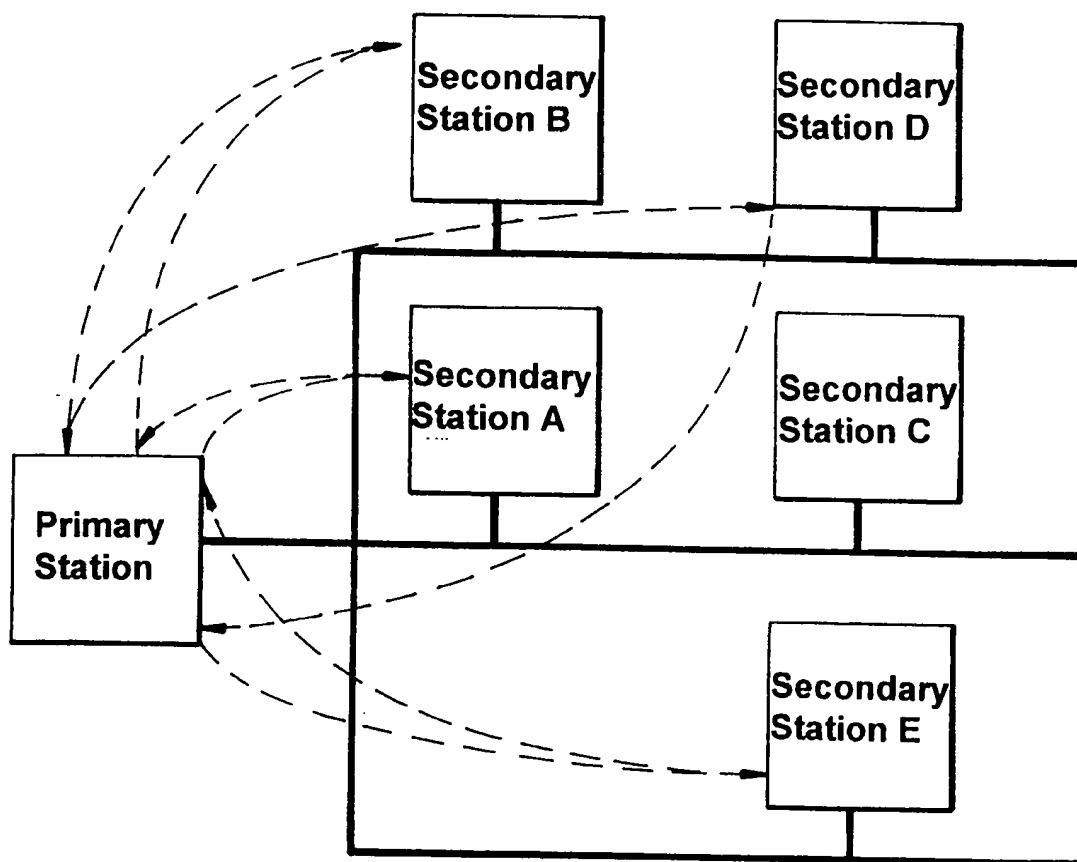 Secondary
Station B
Secondary
Station D
Secondary
Station A
Secondary
Station C
Primary
Station
Secondary
Station E